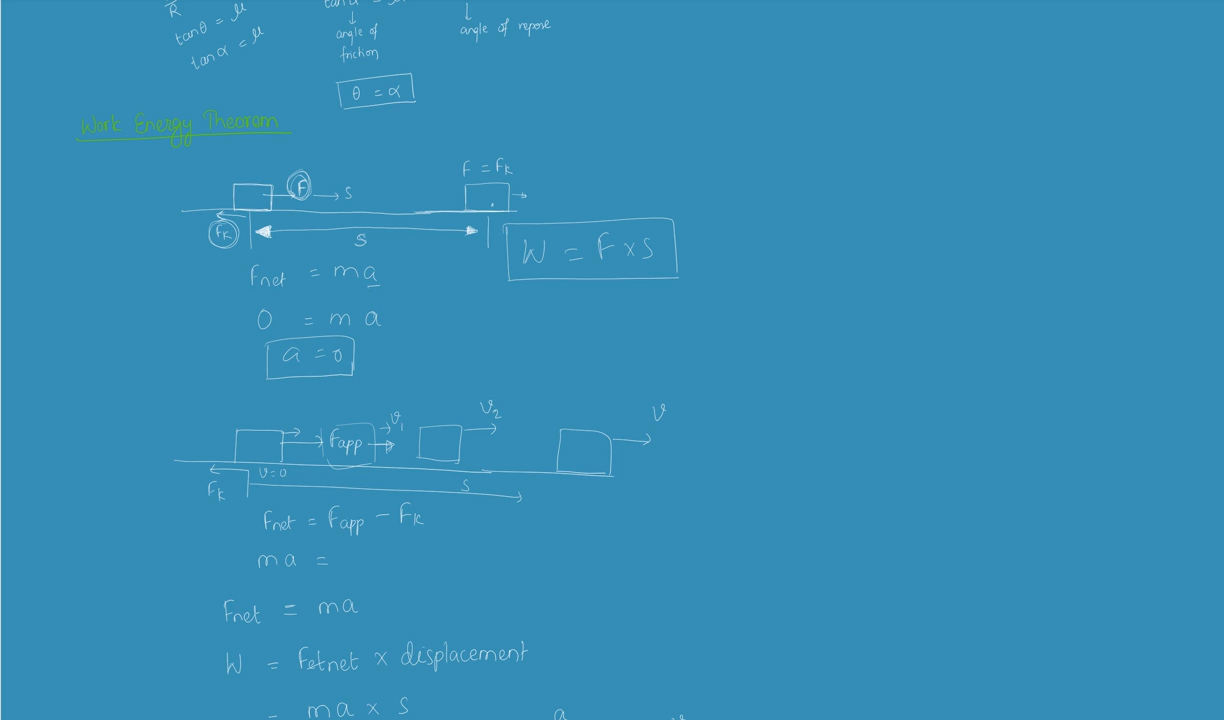 R
tanθ = μ
tanα = μ
angle of
friction
angle of repose
θ = α
Work Energy Theorem
F = Fk
F
S
Fk
S
W = F × S
Fnet = ma
0 = m a
a = 0
Fapp
v1
v2
v
v=0
Fk
S
Fnet = Fapp − Fk
ma =
Fnet = ma
W = Fetnet × displacement
= ma × S
a